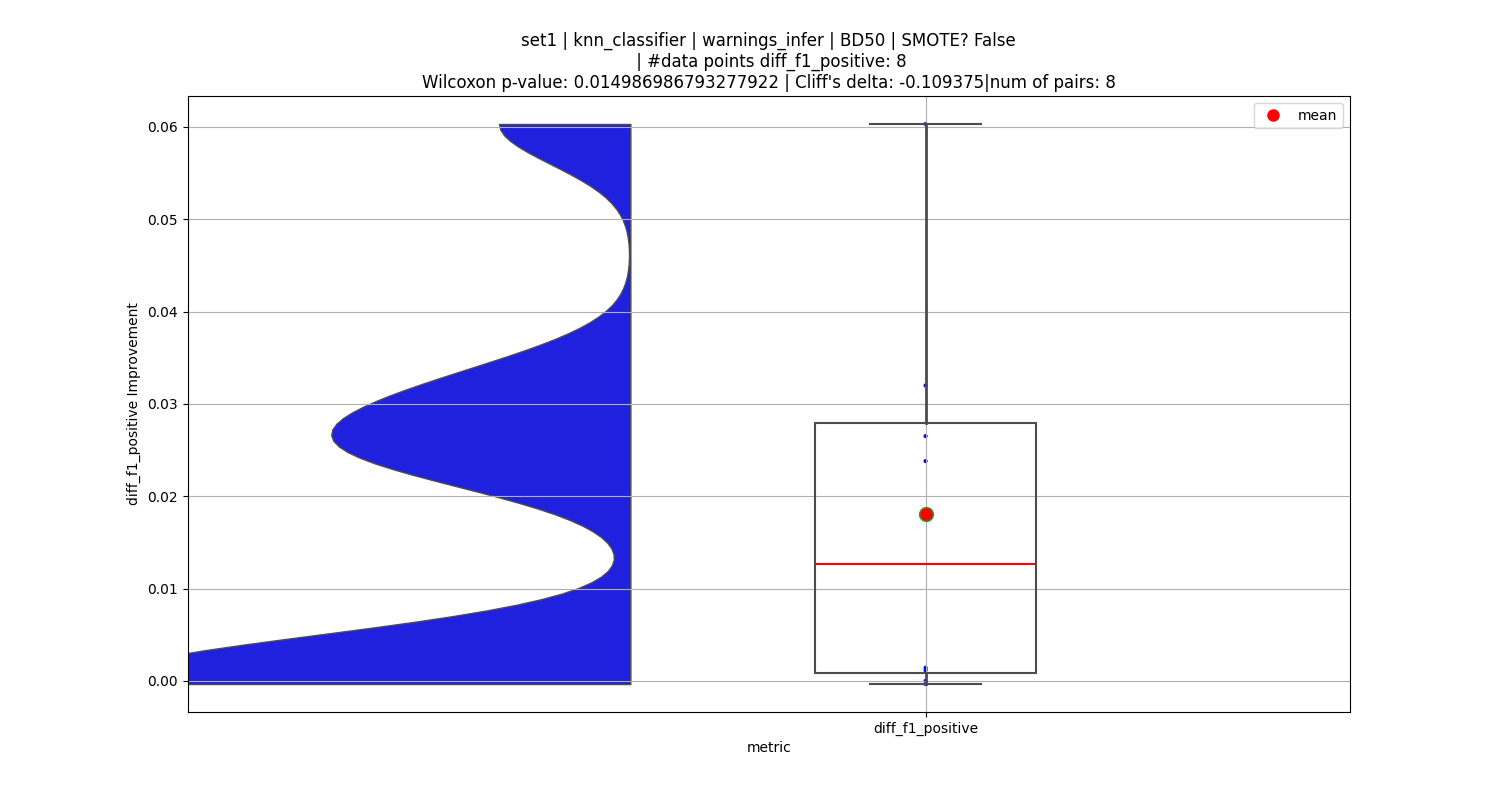 set1 | knn_classifier | warnings_infer | BD50 | SMOTE? False
| #data points diff_f1_positive: 8
Wilcoxon p-value: 0.014986986793277922 | Cliff's delta: -0.109375|num of pairs: 8
mean
0.06
0.05
0.04
0.03
0.02
0.01
0.00
diff_f1_positive Improvement
diff_f1_positive
metric